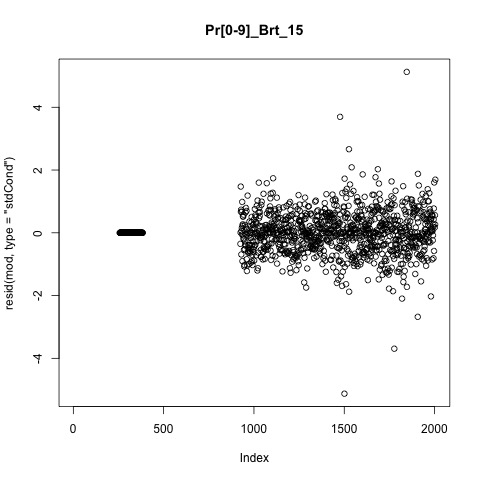 Pr[0-9]_Brt_15
resid(mod, type = "stdCond")
4
2
0
-2
-4
0 500 1000 1500 2000
Index